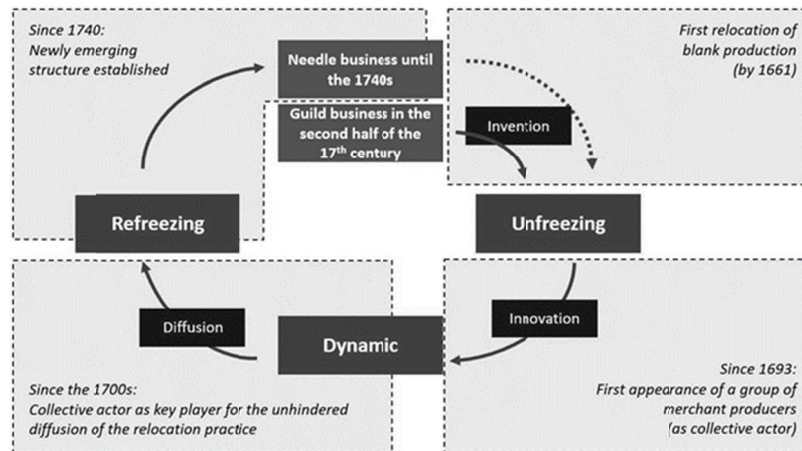 Since 1740:
Newly emerging
structure established
Needle business until
the 1740s
Guild business in the
second half of the
17th century
First relocation of
blank production
(by 1661)
Invention
Refreezing
Unfreezing
Diffusion
Dynamic
Innovation
Since the 1700s:
Collective actor as key player for the unhindered
diffusion of the relocation practice
Since 1693:
First appearance of a group of
merchant producers
(as collective actor)